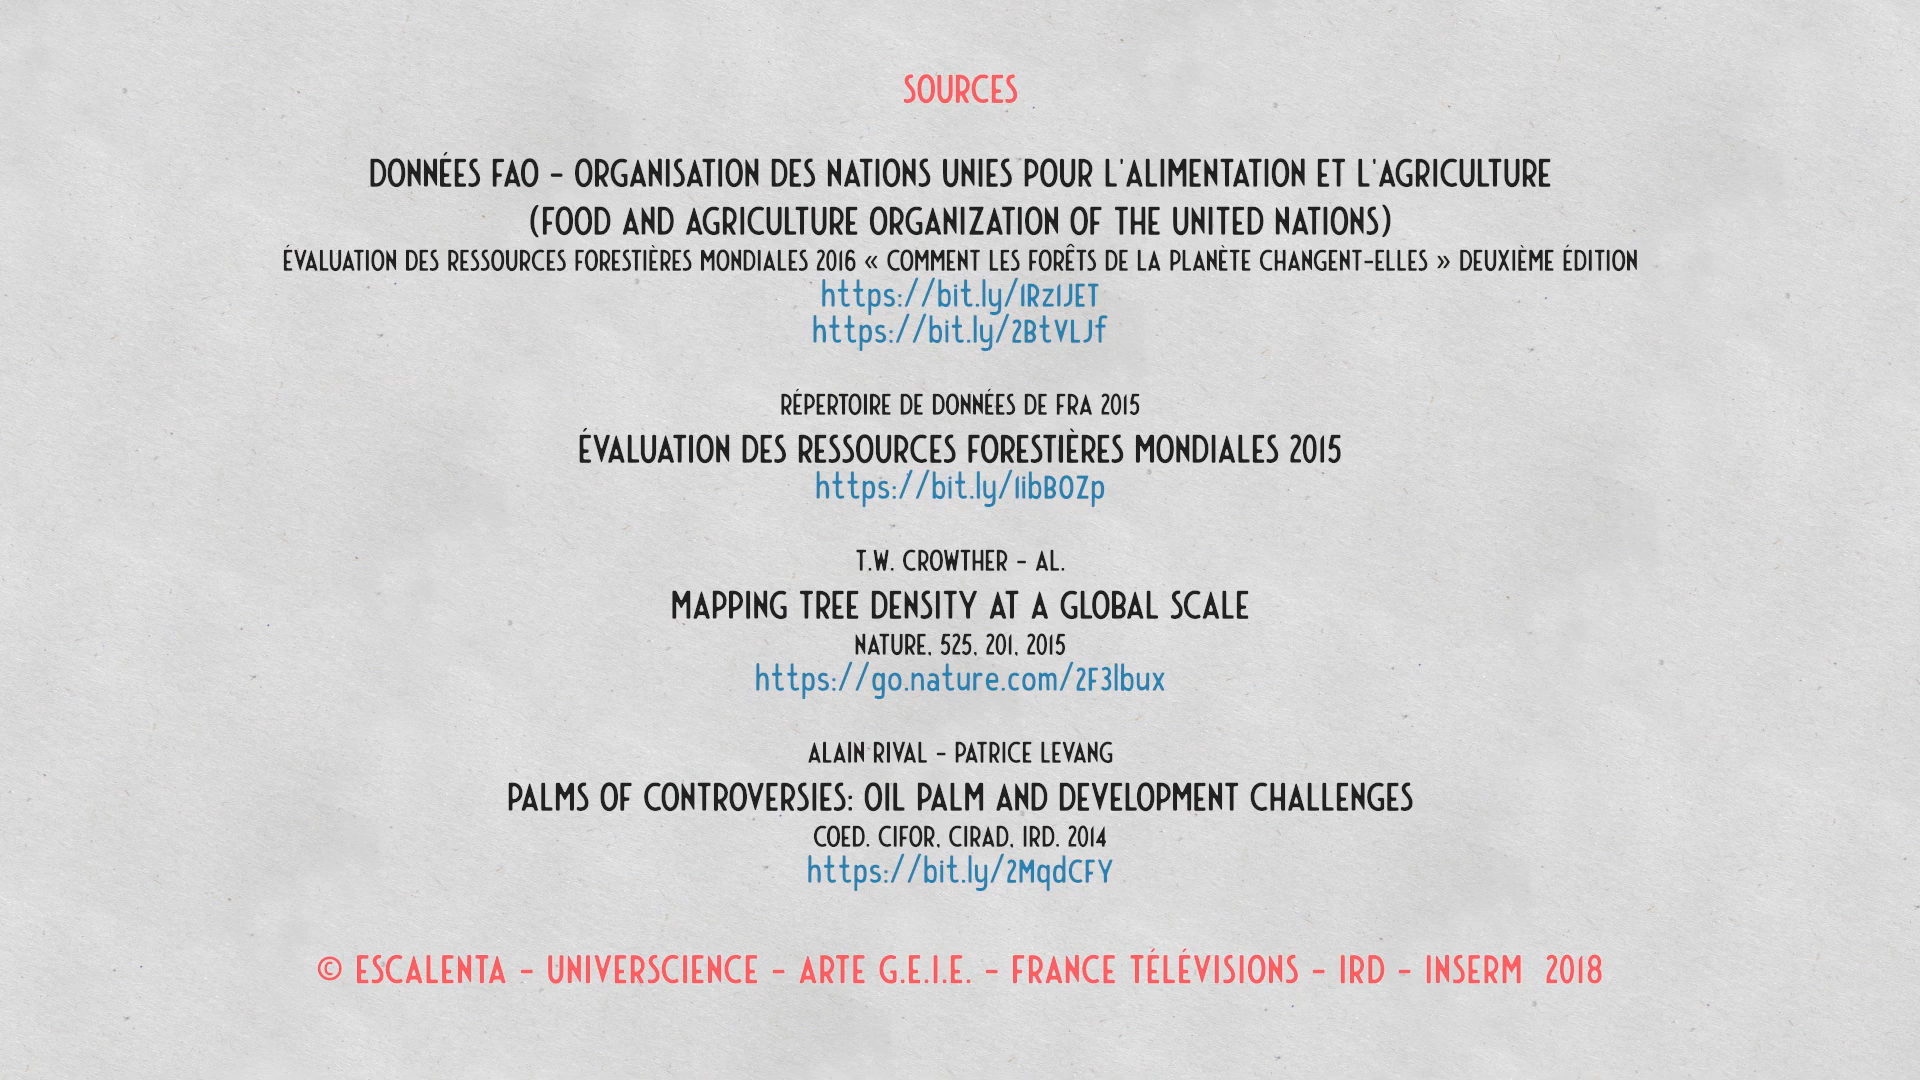 SOURCES
DONNÉES FAO - ORGANISATION DES NATIONS UNIES POUR L'ALIMENTATION ET L'AGRICULTURE
(FOOD AND AGRICULTURE ORGANIZATION OF THE UNITED NATIONS)
ÉVALUATION DES RESSOURCES FORESTIÈRES MONDIALES 2016 « COMMENT LES FORÊTS DE LA PLANÈTE CHANGENT-ELLES » DEUXIÈME ÉDITION
https://bit.ly/1Rz1JET
https://bit.ly/2BtVLJf
RÉPERTOIRE DE DONNÉES DE FRA 2015
ÉVALUATION DES RESSOURCES FORESTIÈRES MONDIALES 2015
https://bit.ly/1ibBOZp
T.W. CROWTHER - AL.
MAPPING TREE DENSITY AT A GLOBAL SCALE
NATURE, 525, 201, 2015
https://go.nature.com/2F3lbux
ALAIN RIVAL - PATRICE LEVANG
PALMS OF CONTROVERSIES: OIL PALM AND DEVELOPMENT CHALLENGES
COED. CIFOR, CIRAD, IRD. 2014
https://bit.ly/2MqdCFY
© ESCALENTA - UNIVERSCIENCE - ARTE G.E.I.E. - FRANCE TÉLÉVISIONS - IRD - INSERM 2018